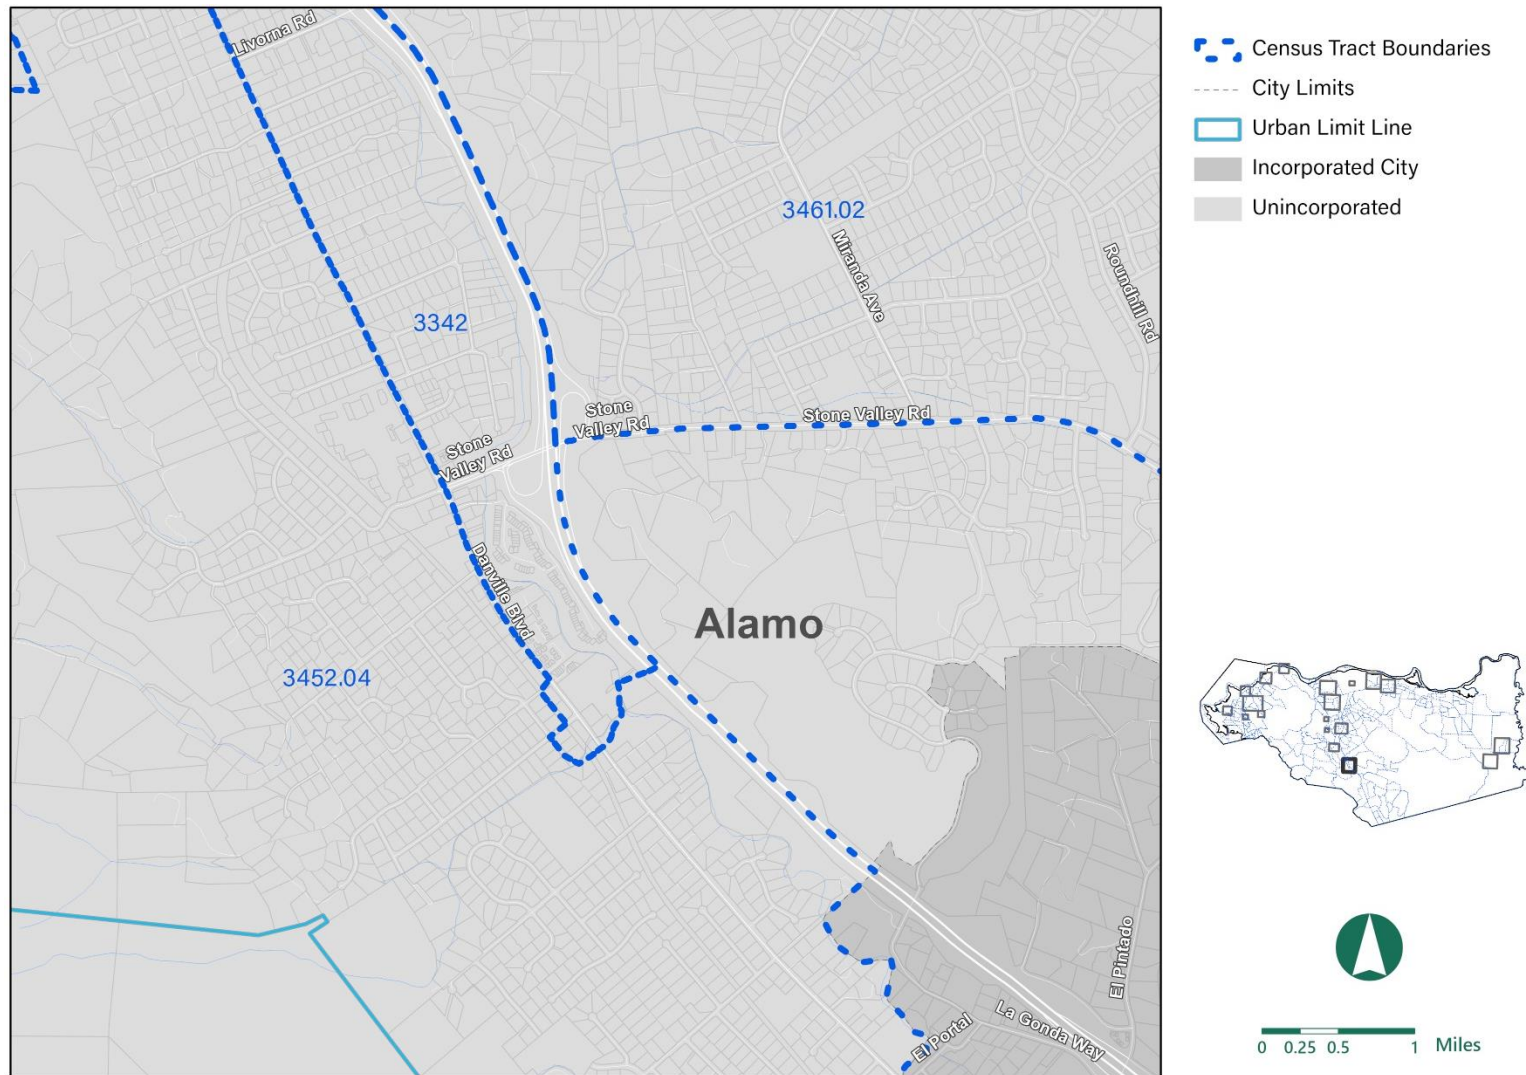 Livorna Rd
Census Tract Boundaries
City Limits
Urban Limit Line
Incorporated City
Unincorporated
3461.02
Miranda Ave
Roundhill Rd
3342
Stone
Valley Rd
Stone Valley Rd
Stone
Valley Rd
Danville Blvd
Alamo
3452.04
El Pintado
La Gonda Way
El Portal
0 0.25 0.5 1 Miles